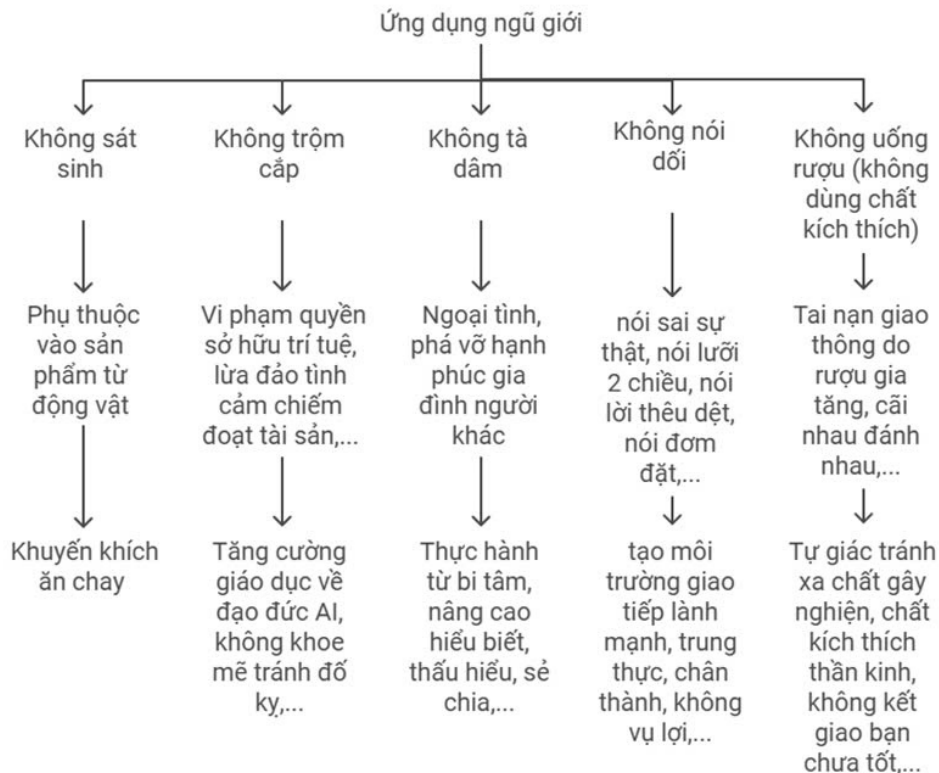 Ứng dụng ngũ giới
Không sát
sinh
Không trộm
cắp
Không tà
dâm
Không nói
dối
Không uống
rượu (không
dùng chất
kích thích)
Phụ thuộc
vào sản
phẩm từ
động vật
Vi phạm quyền
sở hữu trí tuệ,
lừa đảo tình
cảm chiếm
đoạt tài sản,...
Ngoại tình,
phá vỡ hạnh
phúc gia
đình người
khác
nói sai sự
thật, nói lưỡi
2 chiều, nói
lời thêu dệt,
nói đơm
đặt,...
Tai nạn giao
thông do
rượu gia
tăng, cãi
nhau đánh
nhau,...
Khuyến khích
ăn chay
Tăng cường
giáo dục về
đạo đức AI,
không khoe
mẽ tránh đố
kỵ,...
Thực hành
từ bi tâm,
nâng cao
hiểu biết,
thấu hiểu, sẻ
chia,...
tạo môi
trường giao
tiếp lành
mạnh, trung
thực, chân
thành, không
vụ lợi,...
Tự giác tránh
xa chất gây
nghiện, chất
kích thích
thần kinh,
không kết
giao bạn
chưa tốt,...